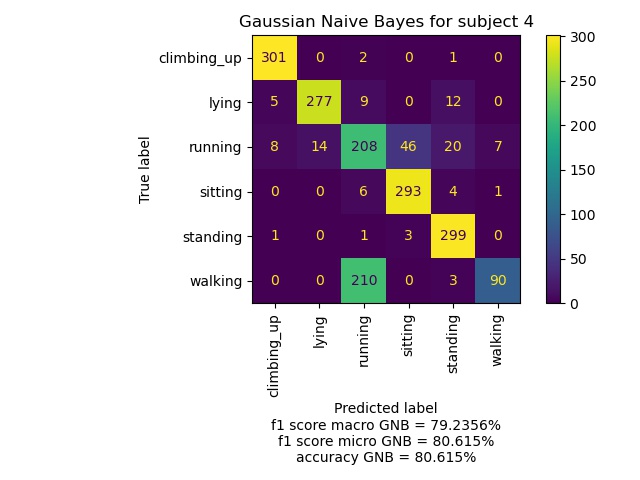 Gaussian Naive Bayes for subject 4
climbing_up 301 0 2 0 1 0 300
lying 5 277 9 0 12 0 250
running 8 14 208 46 20 7 200
sitting 0 0 6 293 4 1 150
standing 1 0 1 3 299 0 100
walking 0 0 210 0 3 90 50
0
True label
climbing_up lying running sitting standing walking
Predicted label
f1 score macro GNB = 79.2356%
f1 score micro GNB = 80.615%
accuracy GNB = 80.615%